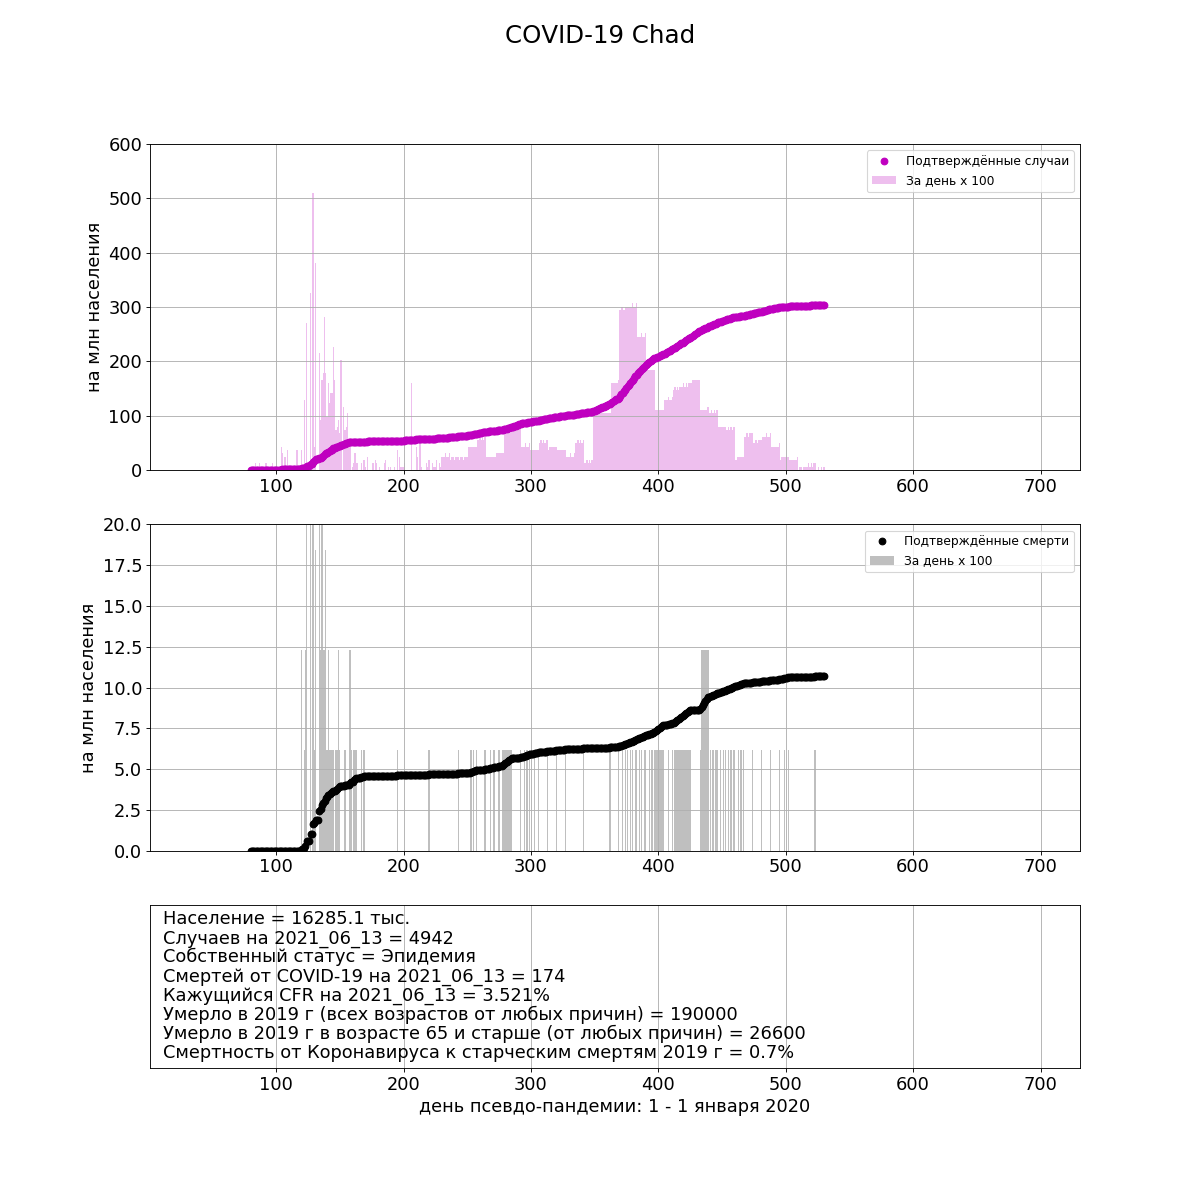 COVID-19 Chad
600
500
400
300
200
100
0
на млн населения
Подтверждённые случаи
За день x 100
100 200 300 400 500 600 700
20.0
17.5
15.0
12.5
10.0
7.5
5.0
2.5
0.0
на млн населения
Подтверждённые смерти
За день x 100
100 200 300 400 500 600 700
Население = 16285.1 тыс.
Случаев на 2021_06_13 = 4942
Собственный статус = Эпидемия
Смертей от COVID-19 на 2021_06_13 = 174
Кажущийся CFR на 2021_06_13 = 3.521%
Умерло в 2019 г (всех возрастов от любых причин) = 190000
Умерло в 2019 г в возрасте 65 и старше (от любых причин) = 26600
Смертность от Коронавируса к старческим смертям 2019 г = 0.7%
100 200 300 400 500 600 700
день псевдо-пандемии: 1 - 1 января 2020